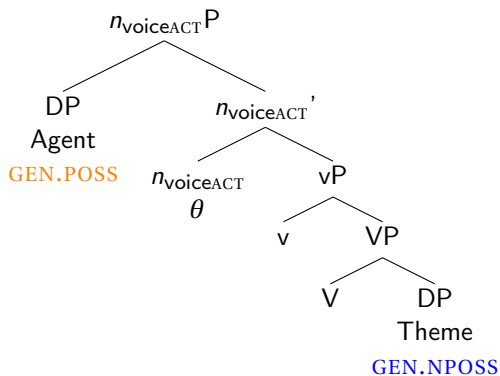 n_voiceACT P
DP
Agent
GEN.POSS
n_voiceACT'
n_voiceACT
θ
vP
v
VP
V
DP
Theme
GEN.NPOSS